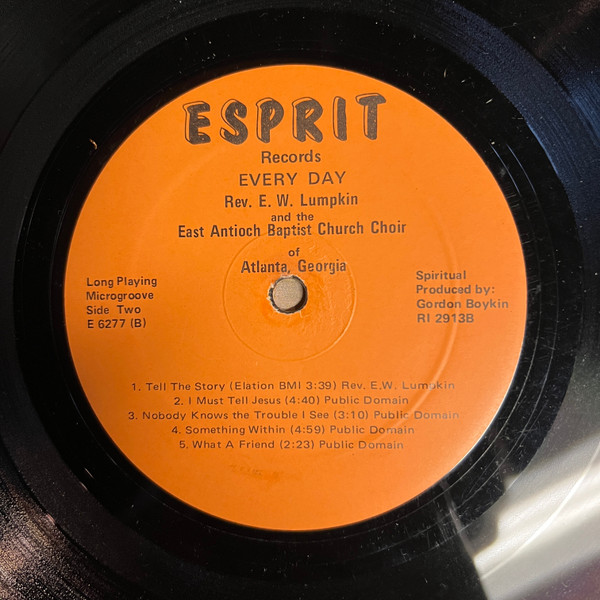 ESPRIT
Records
EVERY DAY
Rev. E. W. Lumpkin
and the
East Antioch Baptist Church Choir
of
Atlanta, Georgia
Long Playing
Microgroove
Side Two
E 6277 (B)
Spiritual
Produced by:
Gordon Boykin
RI 2913B
1. Tell The Story (Elation BMI 3:39) Rev. E.W. Lumpkin
2. I Must Tell Jesus (4:40) Public Domain
3. Nobody Knows the Trouble I See (3:10) Public Domain
4. Something Within (4:59) Public Domain
5. What A Friend (2:23) Public Domain